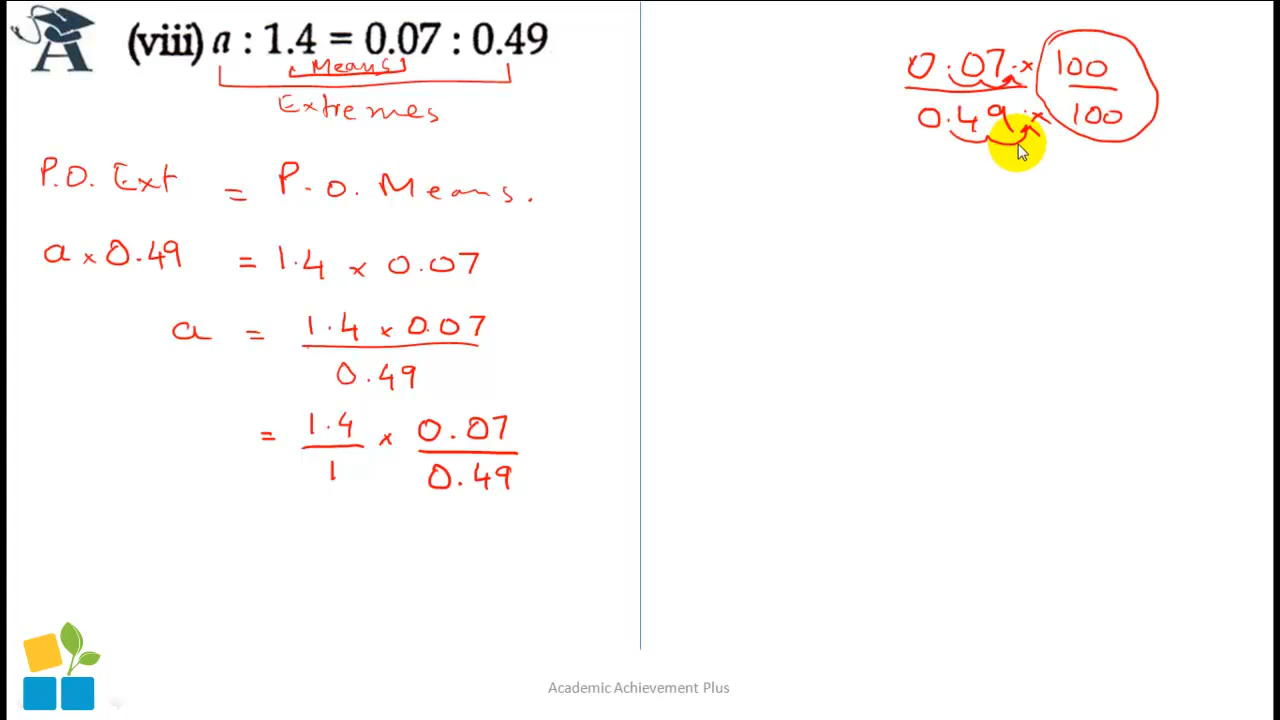 (viii) a : 1.4 = 0.07 : 0.49
Means
Extremes
P.O. Ext = P.O. Means.
a × 0.49 = 1.4 × 0.07
a = 1.4 × 0.07
0.49
= 1.4 × 0.07
1 0.49
0.07 × 100
0.49 × 100
Academic Achievement Plus